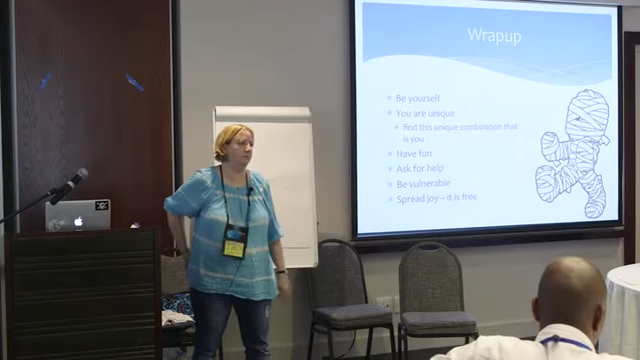 Wrapup
Be yourself
You are unique
find this unique combination that
is you
Have fun
Ask for help
Be vulnerable
Spread joy – it is free